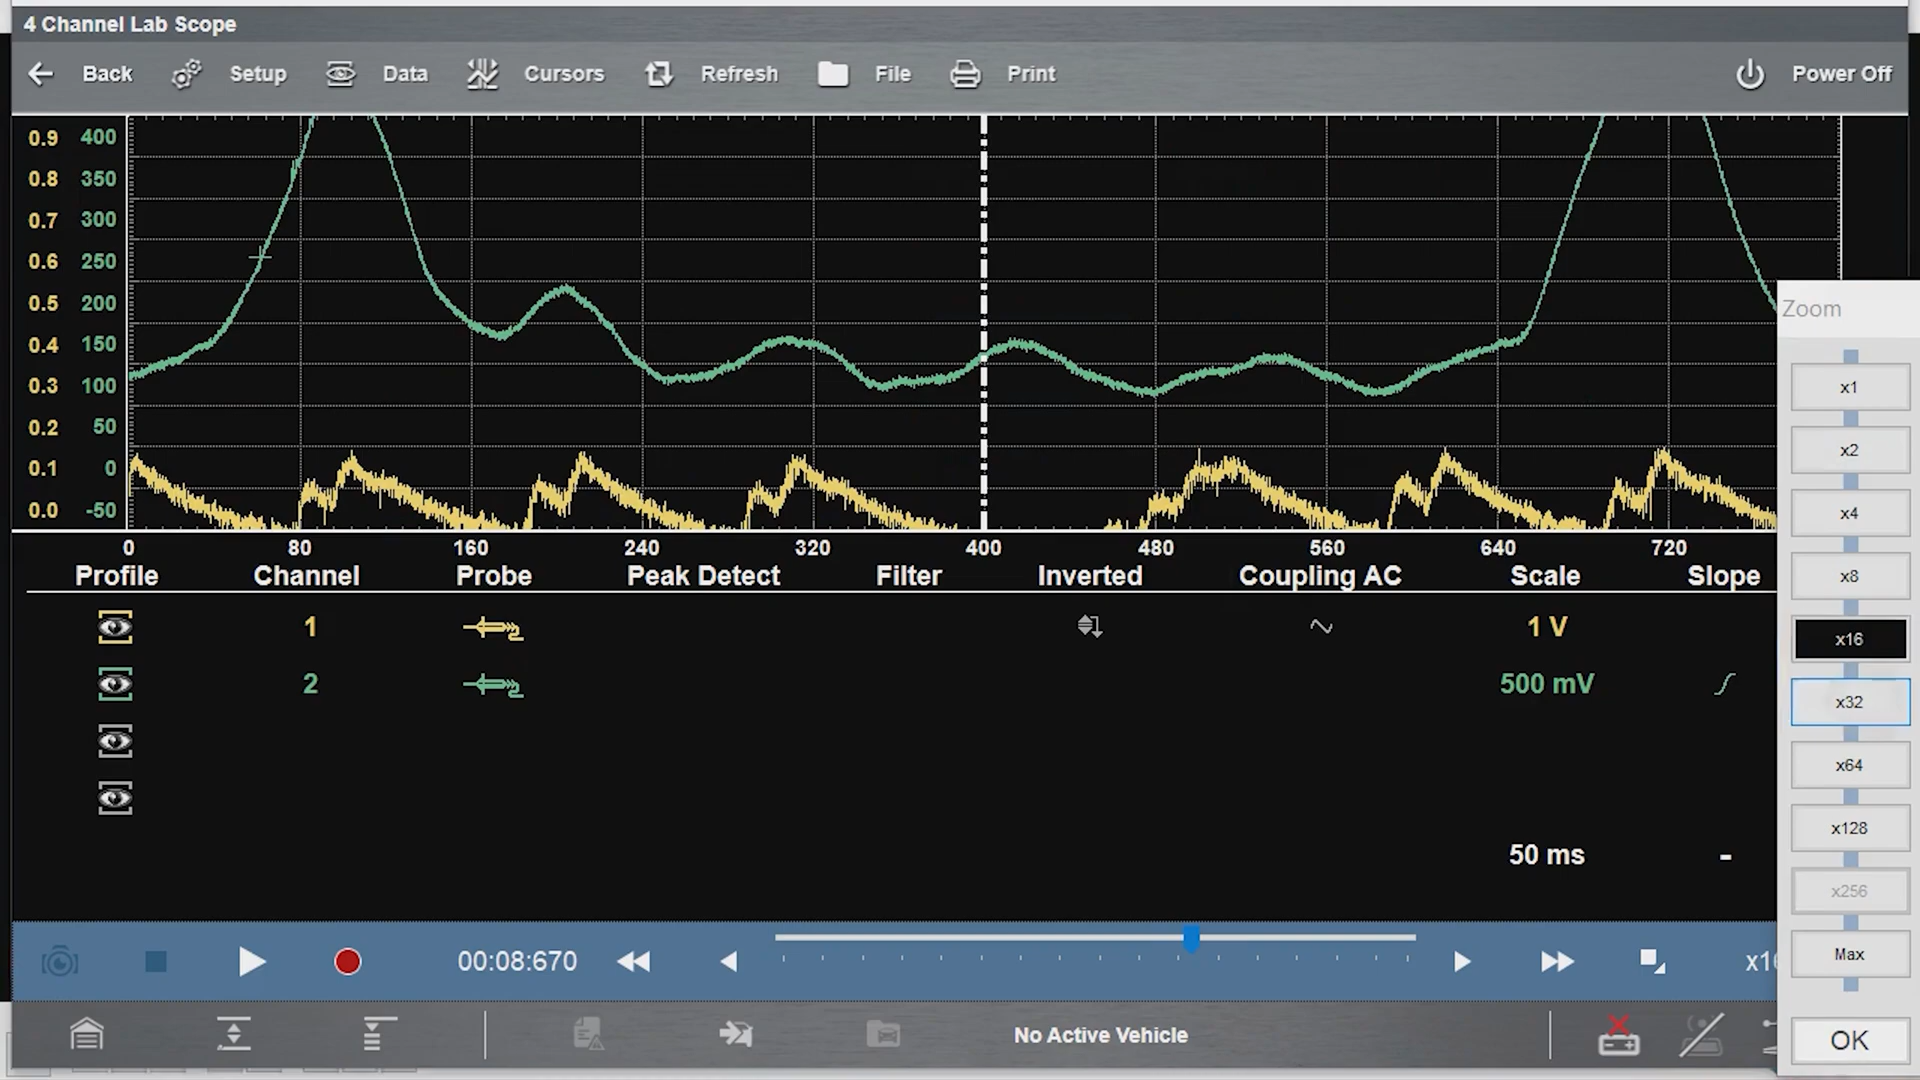 4 Channel Lab Scope
Back Setup Data Cursors Refresh File Print Power Off
0.9 400
0.8 350
0.7 300
0.6 250
0.5 200
0.4 150
0.3 100
0.2 50
0.1 0
0.0 -50
0 80 160 240 320 400 480 560 640 720
Profile Channel Probe Peak Detect Filter Inverted Coupling AC Scale Slope
1 1 V
2 500 mV
50 ms -
00:08:670 x16
No Active Vehicle
Zoom
x1
x2
x4
x8
x16
x32
x64
x128
x256
Max
OK